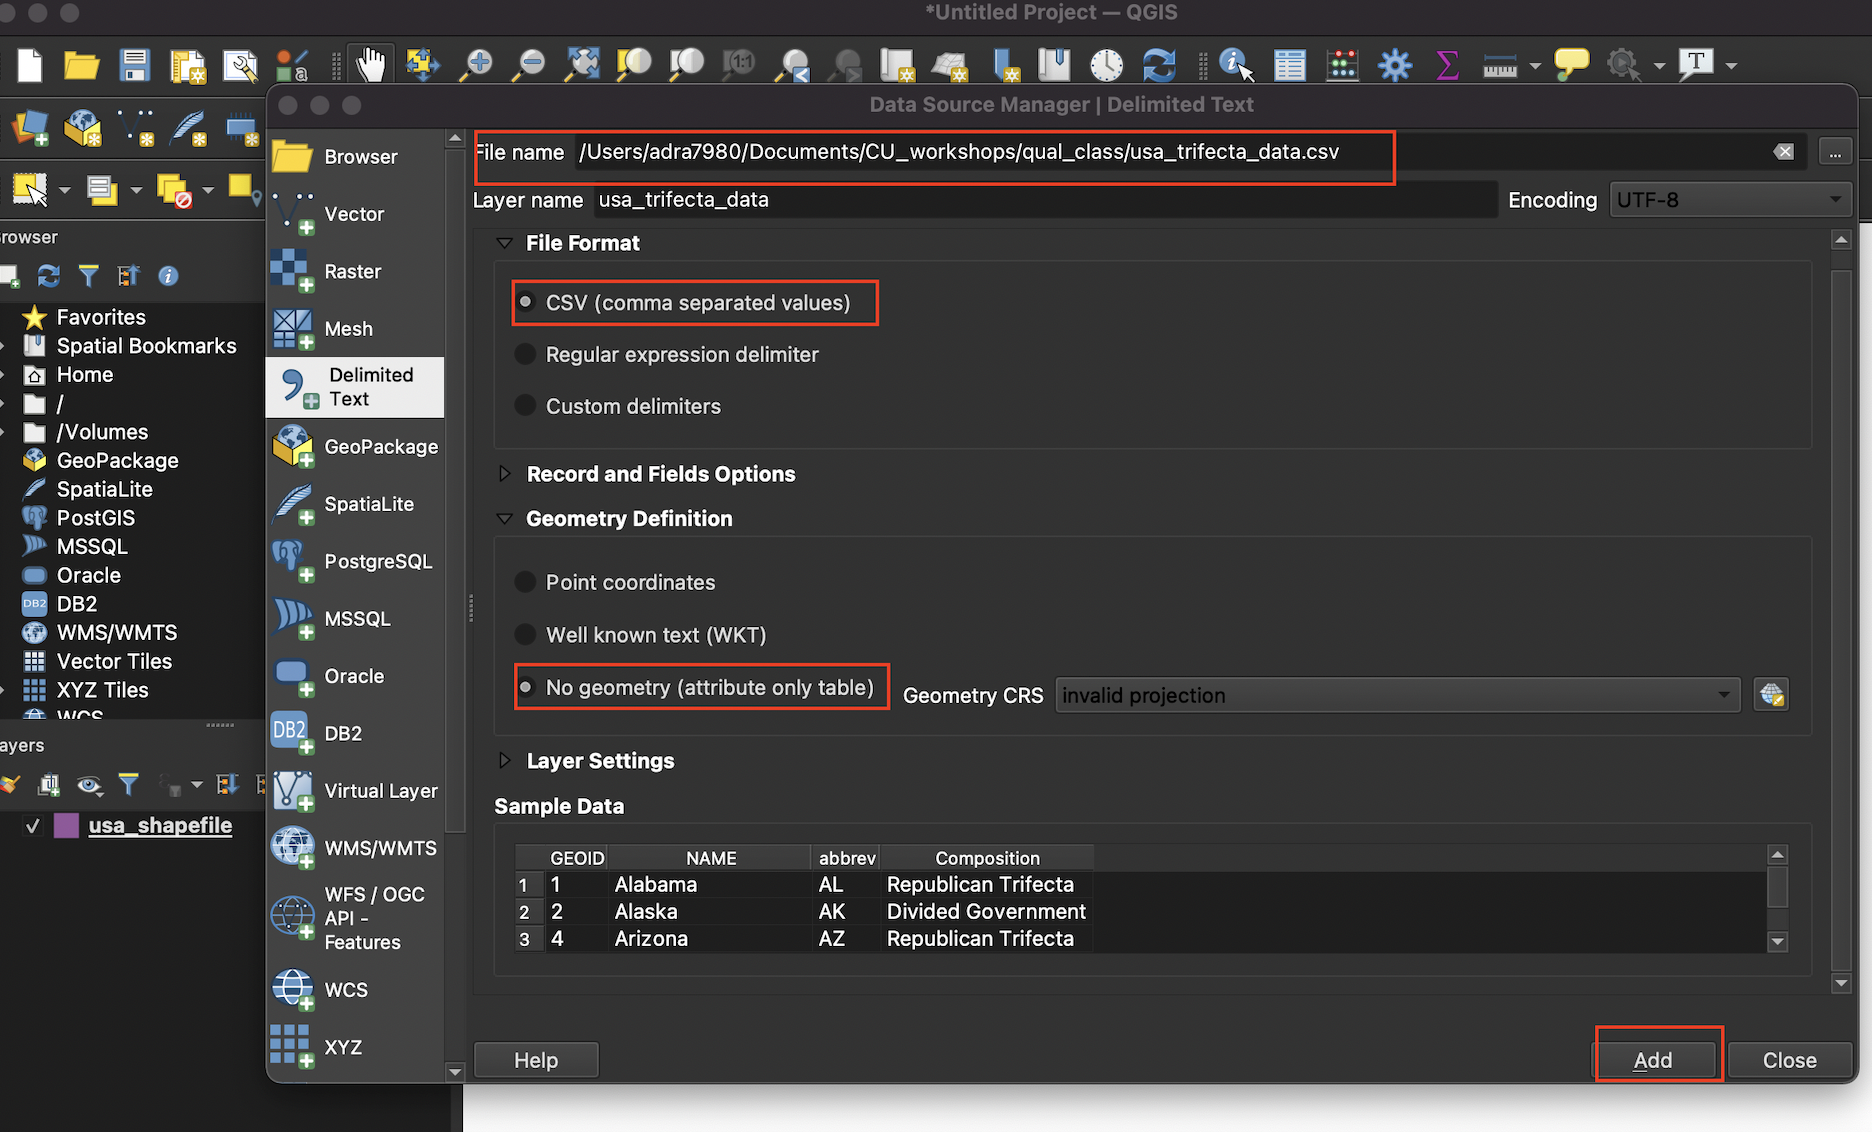 *Untitled Project — QGIS
1:1
T
Data Source Manager | Delimited Text
Browser
Vector
Raster
Mesh
Delimited
Text
GeoPackage
SpatiaLite
PostgreSQL
MSSQL
Oracle
DB2
DB2
Virtual Layer
WMS/WMTS
WFS / OGC
API -
Features
WCS
XYZ
File name /Users/adra7980/Documents/CU_workshops/qual_class/usa_trifecta_data.csv ...
Layer name usa_trifecta_data Encoding UTF-8
File Format
CSV (comma separated values)
Regular expression delimiter
Custom delimiters
Record and Fields Options
Geometry Definition
Point coordinates
Well known text (WKT)
No geometry (attribute only table) Geometry CRS invalid projection
Layer Settings
Sample Data
GEOID NAME abbrev Composition
1 1 Alabama AL Republican Trifecta
2 2 Alaska AK Divided Government
3 4 Arizona AZ Republican Trifecta
Help Add Close
rowser
Favorites
Spatial Bookmarks
Home
/
/Volumes
GeoPackage
SpatiaLite
PostGIS
MSSQL
Oracle
DB2 DB2
WMS/WMTS
Vector Tiles
XYZ Tiles
WCS
ayers
usa_shapefile